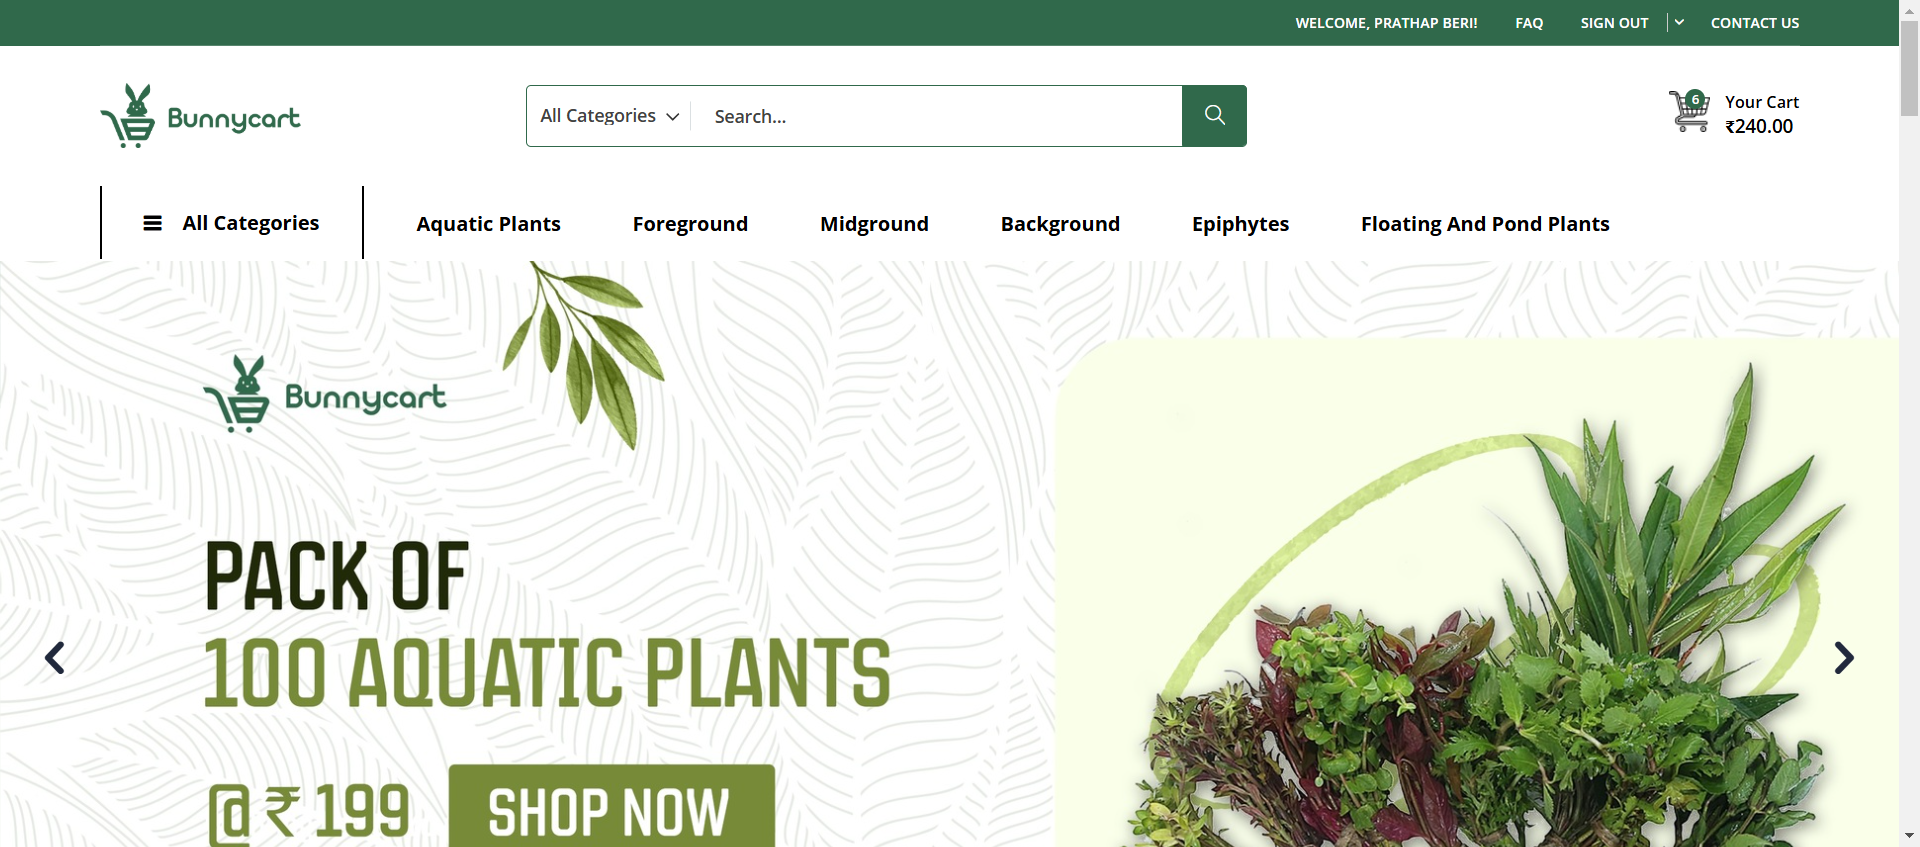 WELCOME, PRATHAP BERI! FAQ SIGN OUT CONTACT US
Bunnycart
All Categories Search...
6
Your Cart
₹240.00
All Categories Aquatic Plants Foreground Midground Background Epiphytes Floating And Pond Plants
Bunnycart
PACK OF
100 AQUATIC PLANTS
@ ₹ 199 SHOP NOW